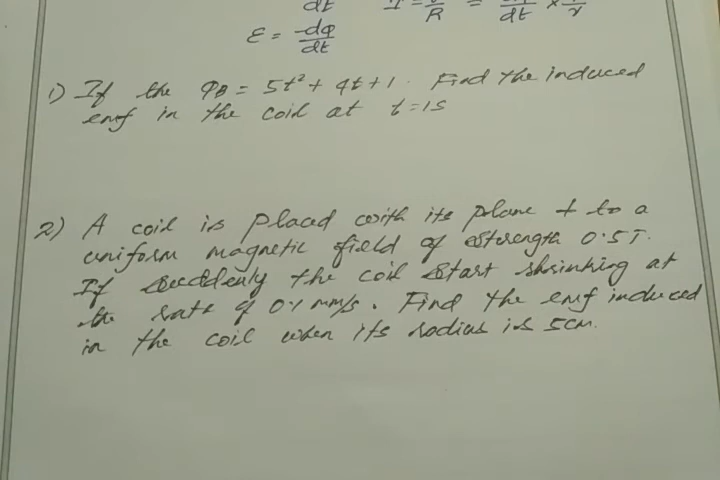 dt I = R = dt x 1/r
ε = -dφ/dt
1) If the φB = 5t² + 4t + 1. Find the induced
emf in the coil at t = 1s
2) A coil is placed with its plane ⊥ to a
uniform magnetic field of strength 0.5T.
If suddenly the coil start shrinking at
the rate of 0.1 mm/s. Find the emf induced
in the coil when its radius is 5cm.